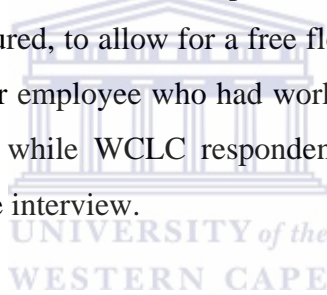 ured, to allow for a free fl
r employee who had work
while WCLC responden
e interview.
UNIVERSITY of the
WESTERN CAPE